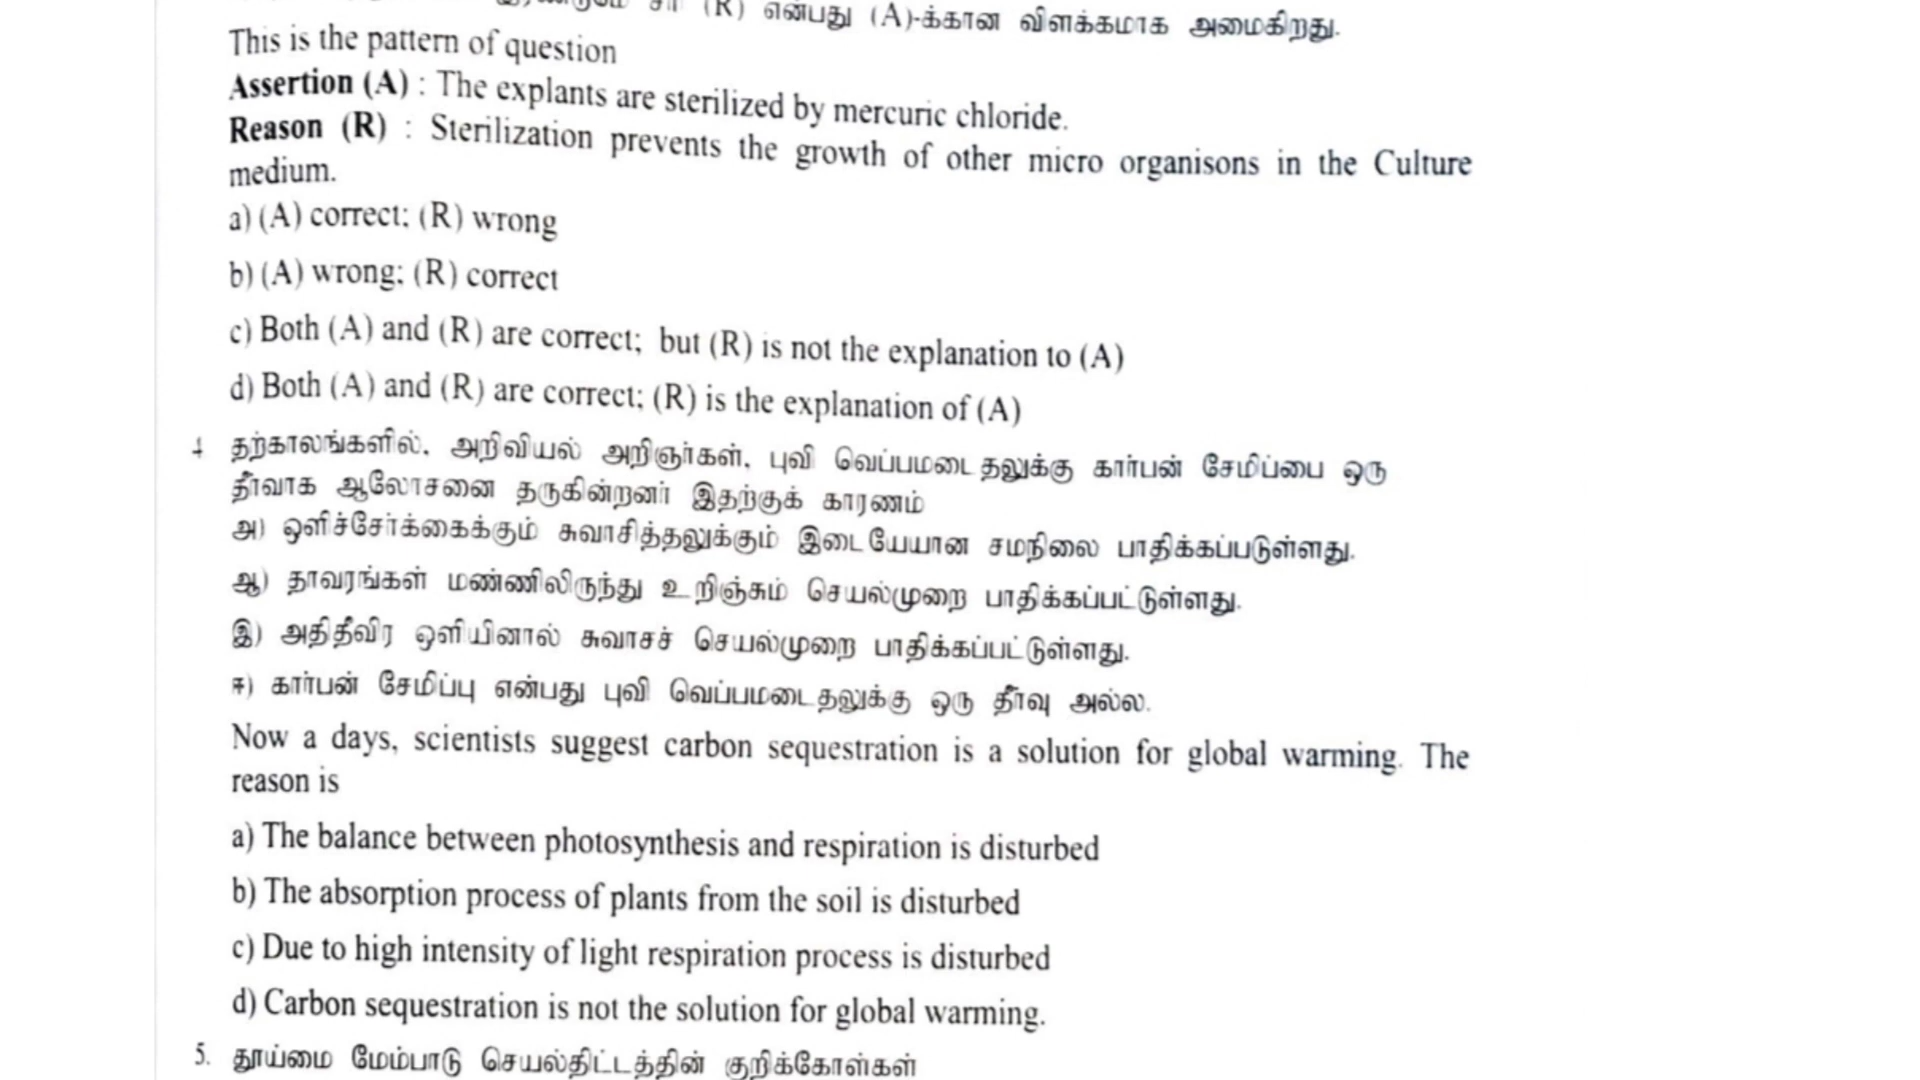 (R) என்பது (A)-க்கான விளக்கமாக அமைகிறது.
This is the pattern of question
Assertion (A) : The explants are sterilized by mercuric chloride.
Reason (R) : Sterilization prevents the growth of other micro organisons in the Culture
medium.
a) (A) correct; (R) wrong
b) (A) wrong; (R) correct
c) Both (A) and (R) are correct; but (R) is not the explanation to (A)
d) Both (A) and (R) are correct; (R) is the explanation of (A)
4 தற்காலங்களில், அறிவியல் அறிஞர்கள், புவி வெப்பமடைதலுக்கு கார்பன் சேமிப்பை ஒரு
தீர்வாக ஆலோசனை தருகின்றனர் இதற்குக் காரணம்
அ) ஒளிச்சேர்க்கைக்கும் சுவாசித்தலுக்கும் இடையேயான சமநிலை பாதிக்கப்படுள்ளது.
ஆ) தாவரங்கள் மண்ணிலிருந்து உறிஞ்சும் செயல்முறை பாதிக்கப்பட்டுள்ளது.
இ) அதிதீவிர ஒளியினால் சுவாசச் செயல்முறை பாதிக்கப்பட்டுள்ளது.
ஈ) கார்பன் சேமிப்பு என்பது புவி வெப்பமடைதலுக்கு ஒரு தீர்வு அல்ல.
Now a days, scientists suggest carbon sequestration is a solution for global warming. The
reason is
a) The balance between photosynthesis and respiration is disturbed
b) The absorption process of plants from the soil is disturbed
c) Due to high intensity of light respiration process is disturbed
d) Carbon sequestration is not the solution for global warming.
5. தூய்மை மேம்பாடு செயல்திட்டத்தின் குறிக்கோள்கள்